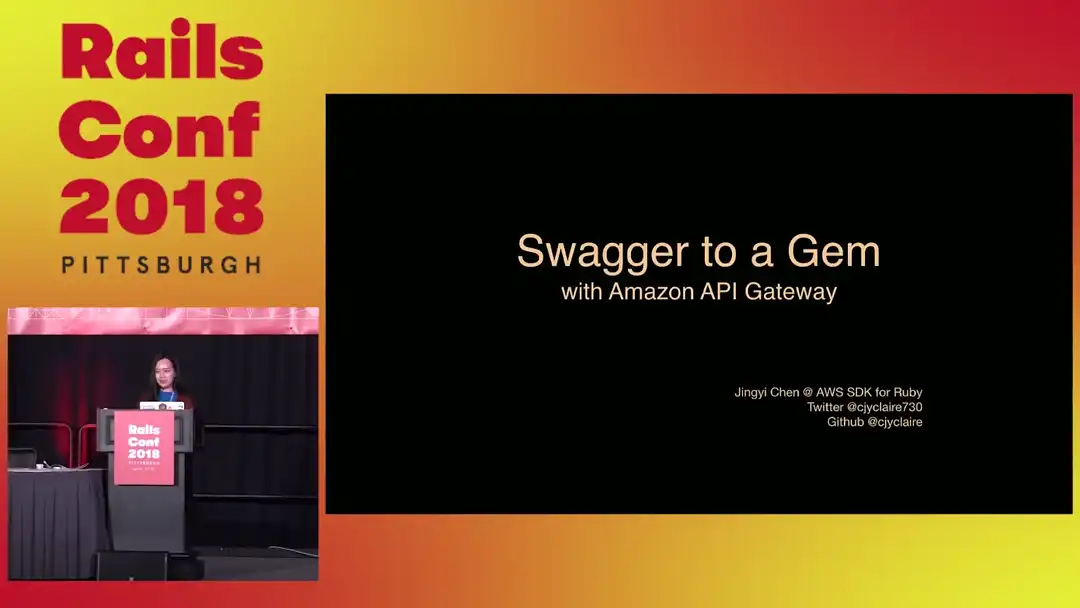 Rails
Conf
2018
PITTSBURGH
Swagger to a Gem
with Amazon API Gateway
Jingyi Chen @ AWS SDK for Ruby
Twitter @cjyclaire730
Github @cjyclaire
Rails
Conf
2018
PITTSBURGH